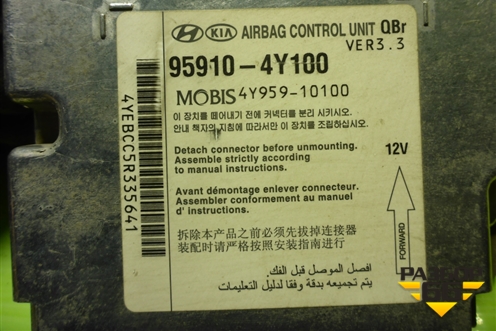 HYUNDAI KIA AIRBAG CONTROL UNIT QBr
VER3.3
95910-4Y100
MOBIS 4Y959-10100
이 장치를 떼어내기 전에 커넥터를 분리 시키시오.
안내 책자의 지침에 따라서만 이 장치를 조립하십시오.
Detach connector before unmounting.
Assemble strictly according
to manual instructions.
12V
Avant démontage enlever connecteur.
Assembler conformement au manuel
d' instructions.
拆除本产品之前必须先拔掉连接器
装配时请严格按照安装指南进行
FORWARD
افصل الموصل قبل الفك.
يتم تجميعه بدقة وفقا لدليل التعليمات
4YEBCC5R335641